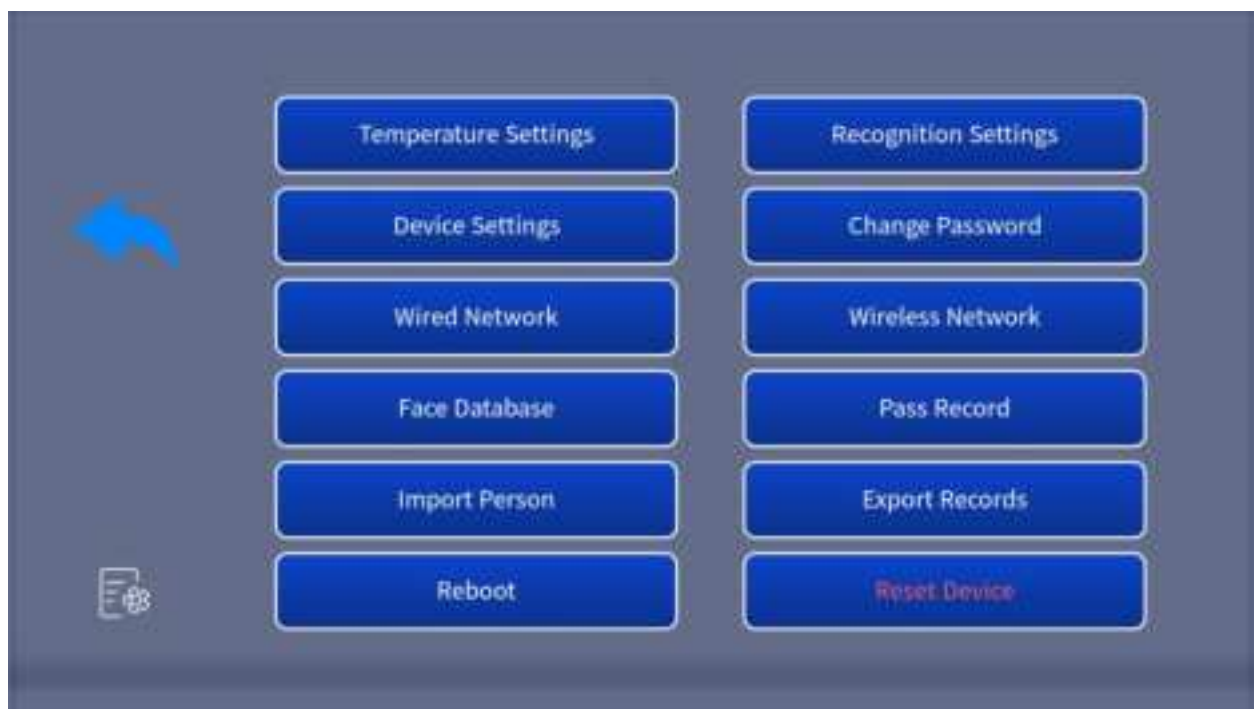 Temperature Settings
Recognition Settings
Device Settings
Change Password
Wired Network
Wireless Network
Face Database
Pass Record
Import Person
Export Records
Reboot
Reset Device